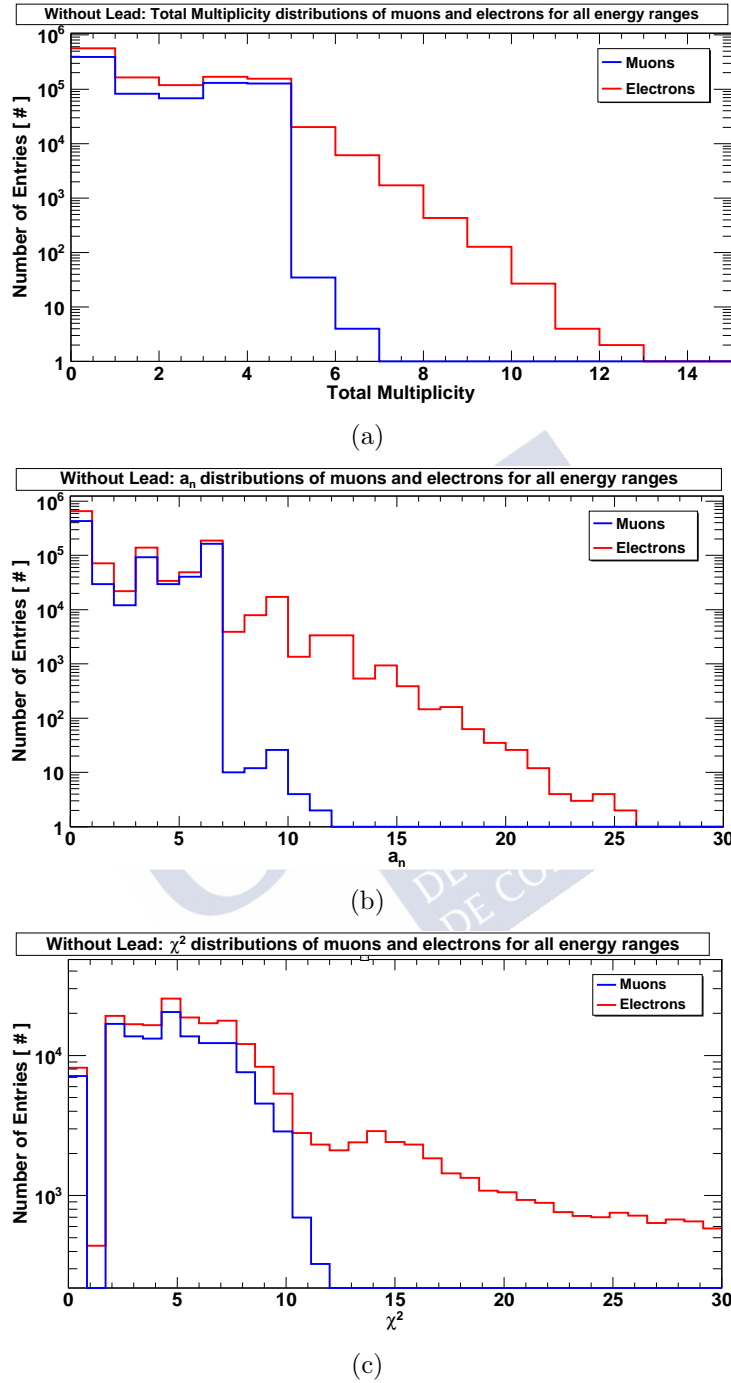 Without Lead: Total Multiplicity distributions of muons and electrons for all energy ranges
Number of Entries [ # ]
10⁶
10⁵
10⁴
10³
10²
10
1
Muons
Electrons
0 2 4 6 8 10 12 14
Total Multiplicity
(a)
Without Lead: aₙ distributions of muons and electrons for all energy ranges
Number of Entries [ # ]
10⁶
10⁵
10⁴
10³
10²
10
1
Muons
Electrons
0 5 10 15 20 25 30
aₙ
DE
DE CO
(b)
Without Lead: χ² distributions of muons and electrons for all energy ranges
Number of Entries [ # ]
10⁴
10³
Muons
Electrons
0 5 10 15 20 25 30
χ²
(c)